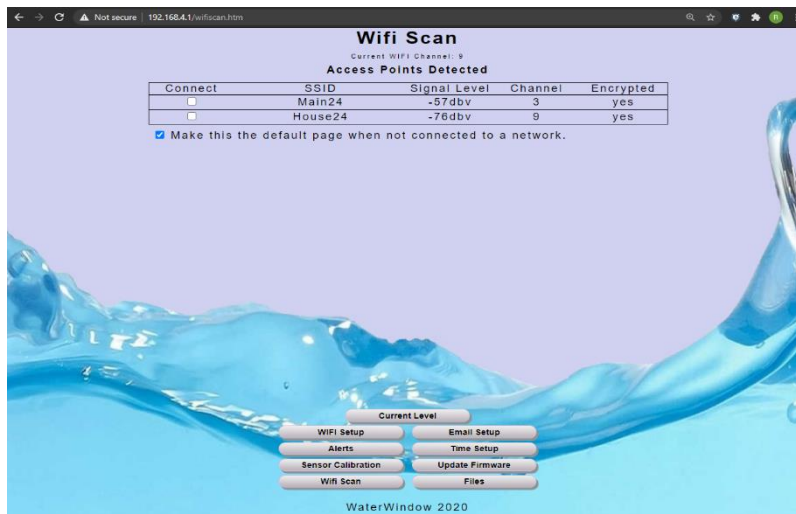 Not secure 192.168.4.1/wifiscan.htm n
Wifi Scan
Current WIFI Channel: 9
Access Points Detected
Connect SSID Signal Level Channel Encrypted
Main24 -57dbv 3 yes
House24 -76dbv 9 yes
Make this the default page when not connected to a network.
Current Level
WIFI Setup Email Setup
Alerts Time Setup
Sensor Calibration Update Firmware
Wifi Scan Files
WaterWindow 2020